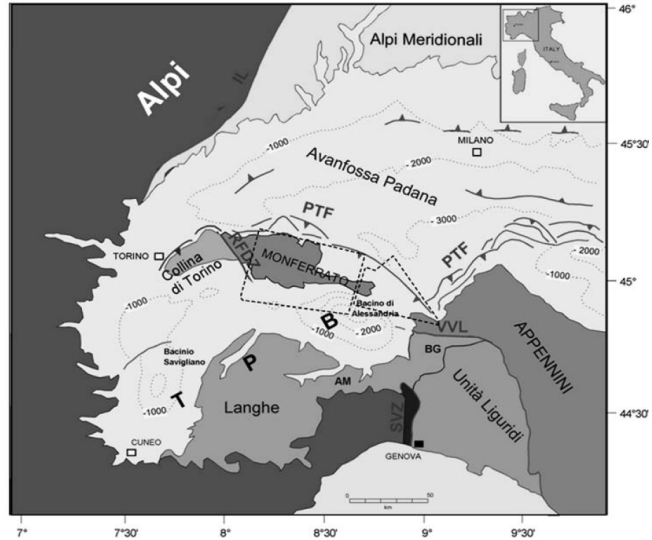 46°
Alpi Meridionali
ITALY
Alpi
IL
-1000
45°30'
MILANO
-2000
Avanfossa Padana
-3000
PTF
PTF
-2000
TORINO
RFDZ
Collina
di Torino
MONFERRATO
-1000
45°
-1000
Bacino di
Alessandria
B
-1000
-2000
VVL
BG
APPENNINI
Bacinio
Savigliano
P
T
AM
Unità Liguridi
-1000
Langhe
SVZ
44°30'
CUNEO
GENOVA
0
50
km
7°
7°30'
8°
8°30'
9°
9°30'